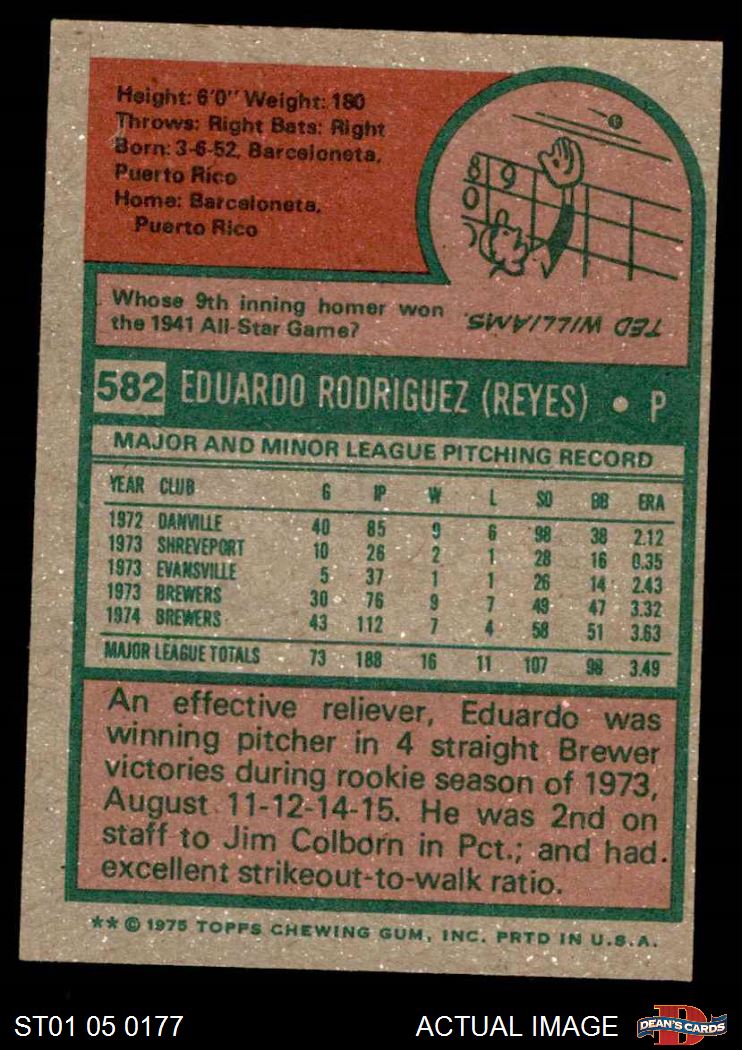 Height: 6'0" Weight: 180
Throws: Right Bats: Right
Born: 3-6-52, Barceloneta,
Puerto Rico
Home: Barceloneta,
Puerto Rico
8 9
0
Whose 9th inning homer won
the 1941 All-Star Game?
TED WILLIAMS.
582 EDUARDO RODRIGUEZ (REYES) • P
MAJOR AND MINOR LEAGUE PITCHING RECORD
YEAR CLUB G IP W L SO BB ERA
1972 DANVILLE 40 85 9 6 98 38 2.12
1973 SHREVEPORT 10 26 2 1 28 16 0.35
1973 EVANSVILLE 5 37 1 1 26 14 2.43
1973 BREWERS 30 76 9 7 49 47 3.32
1974 BREWERS 43 112 7 4 58 51 3.63
MAJOR LEAGUE TOTALS 73 188 16 11 107 98 3.49
An effective reliever, Eduardo was
winning pitcher in 4 straight Brewer
victories during rookie season of 1973,
August 11-12-14-15. He was 2nd on
staff to Jim Colborn in Pct.; and had
excellent strikeout-to-walk ratio.
** © 1975 TOPPS CHEWING GUM, INC. PRTD IN U.S.A.
ST01 05 0177 ACTUAL IMAGE
D
DEAN'S CARDS